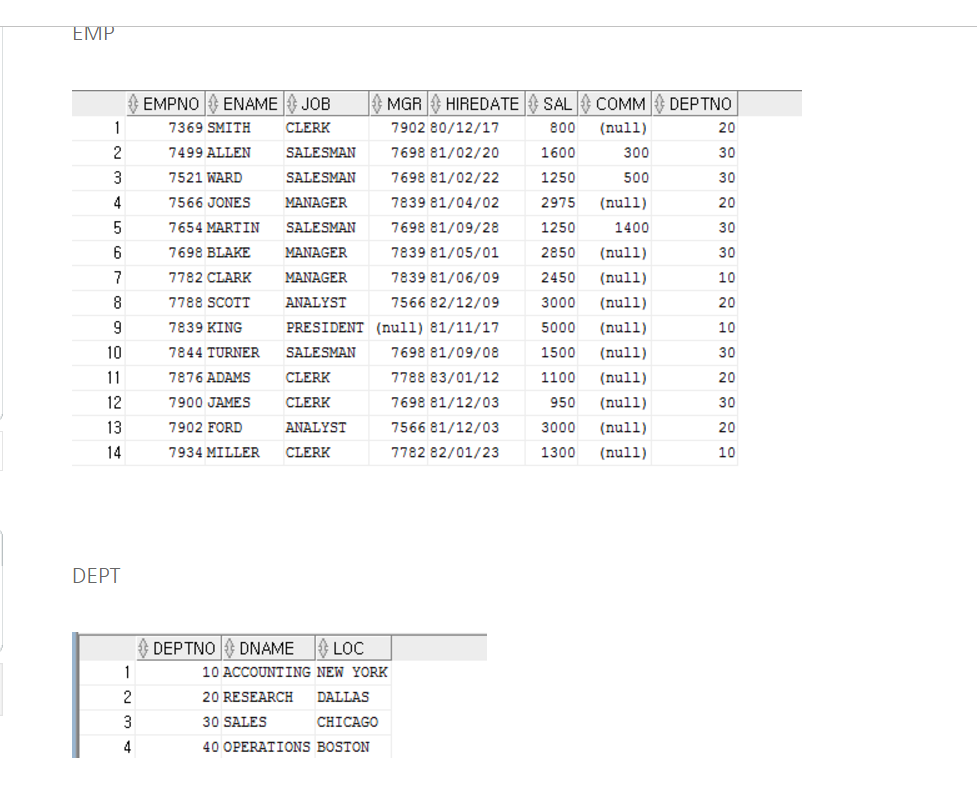 EMP
EMPNO ENAME JOB MGR HIREDATE SAL COMM DEPTNO
1 7369 SMITH CLERK 7902 80/12/17 800 (null) 20
2 7499 ALLEN SALESMAN 7698 81/02/20 1600 300 30
3 7521 WARD SALESMAN 7698 81/02/22 1250 500 30
4 7566 JONES MANAGER 7839 81/04/02 2975 (null) 20
5 7654 MARTIN SALESMAN 7698 81/09/28 1250 1400 30
6 7698 BLAKE MANAGER 7839 81/05/01 2850 (null) 30
7 7782 CLARK MANAGER 7839 81/06/09 2450 (null) 10
8 7788 SCOTT ANALYST 7566 82/12/09 3000 (null) 20
9 7839 KING PRESIDENT (null) 81/11/17 5000 (null) 10
10 7844 TURNER SALESMAN 7698 81/09/08 1500 (null) 30
11 7876 ADAMS CLERK 7788 83/01/12 1100 (null) 20
12 7900 JAMES CLERK 7698 81/12/03 950 (null) 30
13 7902 FORD ANALYST 7566 81/12/03 3000 (null) 20
14 7934 MILLER CLERK 7782 82/01/23 1300 (null) 10
DEPT
DEPTNO DNAME LOC
1 10 ACCOUNTING NEW YORK
2 20 RESEARCH DALLAS
3 30 SALES CHICAGO
4 40 OPERATIONS BOSTON